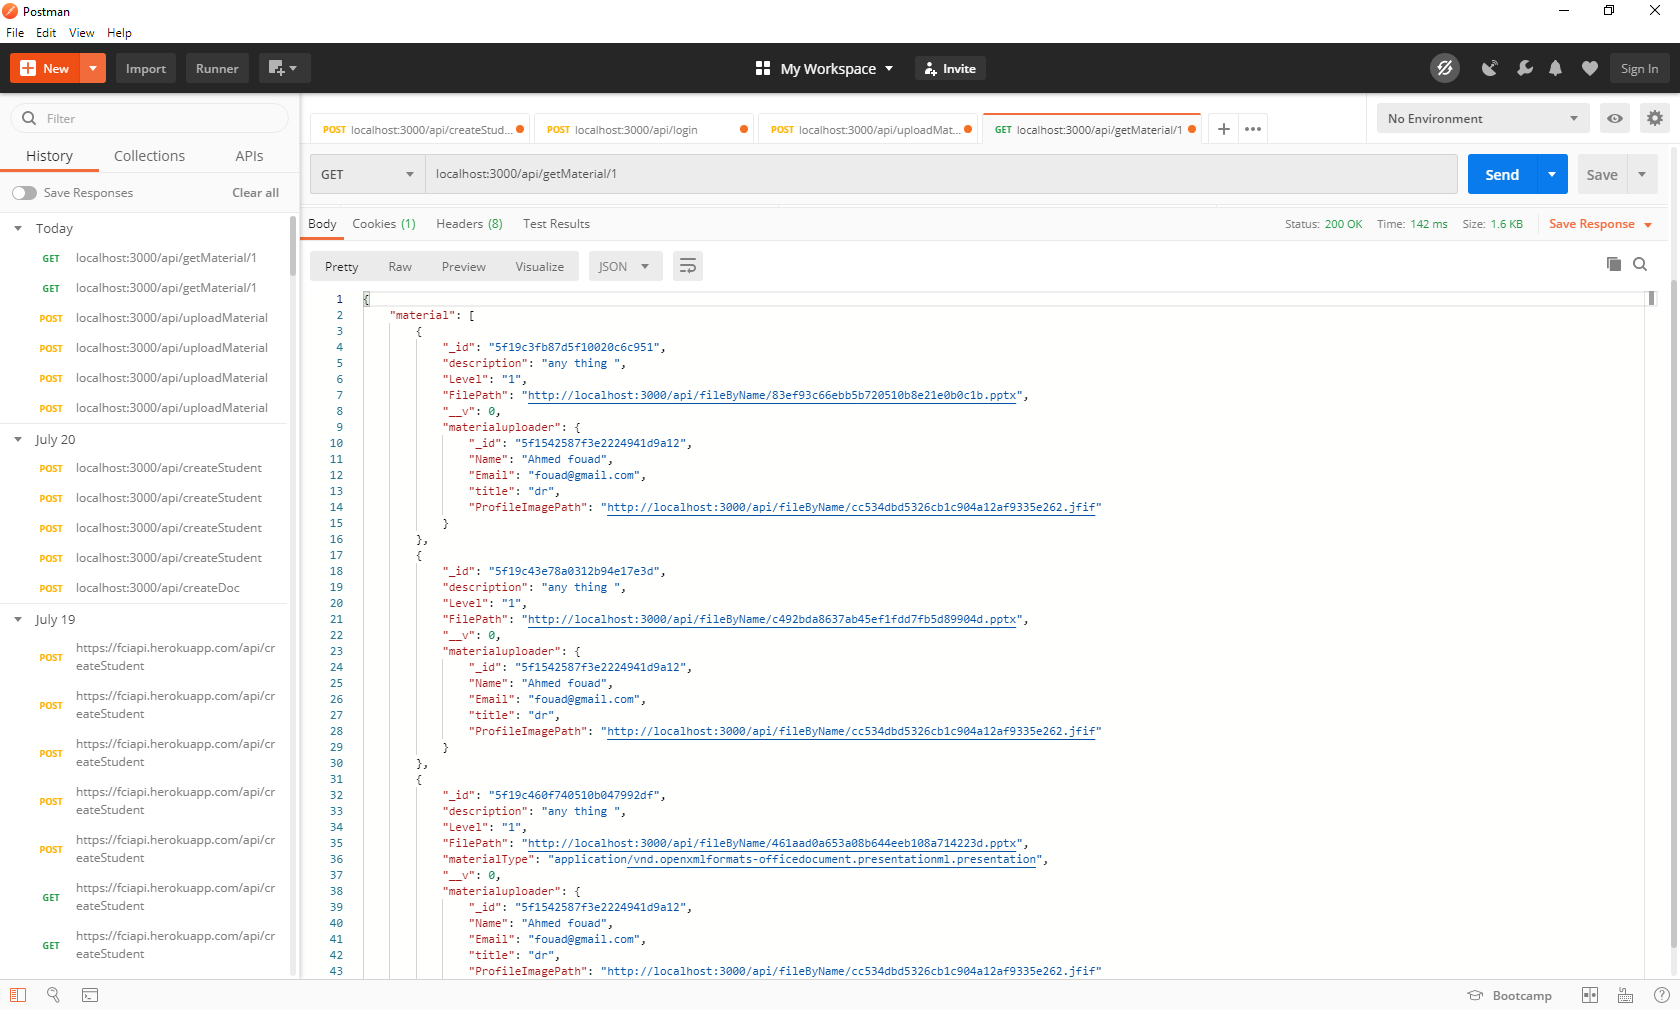 Postman
File Edit View Help
New Import Runner My Workspace Invite Sign In
Filter
History Collections APIs
Save Responses Clear all
Today
GET localhost:3000/api/getMaterial/1
GET localhost:3000/api/getMaterial/1
POST localhost:3000/api/uploadMaterial
POST localhost:3000/api/uploadMaterial
POST localhost:3000/api/uploadMaterial
POST localhost:3000/api/uploadMaterial
July 20
POST localhost:3000/api/createStudent
POST localhost:3000/api/createStudent
POST localhost:3000/api/createStudent
POST localhost:3000/api/createStudent
POST localhost:3000/api/createDoc
July 19
POST https://fciapi.herokuapp.com/api/cr
eateStudent
POST https://fciapi.herokuapp.com/api/cr
eateStudent
POST https://fciapi.herokuapp.com/api/cr
eateStudent
POST https://fciapi.herokuapp.com/api/cr
eateStudent
POST https://fciapi.herokuapp.com/api/cr
eateStudent
GET https://fciapi.herokuapp.com/api/cr
eateStudent
GET https://fciapi.herokuapp.com/api/cr
eateStudent
POST localhost:3000/api/createStud... POST localhost:3000/api/login POST localhost:3000/api/uploadMat... GET localhost:3000/api/getMaterial/1 + ••• No Environment
GET localhost:3000/api/getMaterial/1 Send Save
Body Cookies (1) Headers (8) Test Results Status: 200 OK Time: 142 ms Size: 1.6 KB Save Response
Pretty Raw Preview Visualize JSON
1 {
2 "material": [
3 {
4 "_id": "5f19c3fb87d5f10020c6c951",
5 "description": "any thing ",
6 "Level": "1",
7 "FilePath": "http://localhost:3000/api/fileByName/83ef93c66ebb5b720510b8e21e0b0c1b.pptx",
8 "__v": 0,
9 "materialuploader": {
10 "_id": "5f1542587f3e2224941d9a12",
11 "Name": "Ahmed fouad",
12 "Email": "fouad@gmail.com",
13 "title": "dr",
14 "ProfileImagePath": "http://localhost:3000/api/fileByName/cc534dbd5326cb1c904a12af9335e262.jfif"
15 }
16 },
17 {
18 "_id": "5f19c43e78a0312b94e17e3d",
19 "description": "any thing ",
20 "Level": "1",
21 "FilePath": "http://localhost:3000/api/fileByName/c492bda8637ab45ef1fdd7fb5d89904d.pptx",
22 "__v": 0,
23 "materialuploader": {
24 "_id": "5f1542587f3e2224941d9a12",
25 "Name": "Ahmed fouad",
26 "Email": "fouad@gmail.com",
27 "title": "dr",
28 "ProfileImagePath": "http://localhost:3000/api/fileByName/cc534dbd5326cb1c904a12af9335e262.jfif"
29 }
30 },
31 {
32 "_id": "5f19c460f740510b047992df",
33 "description": "any thing ",
34 "Level": "1",
35 "FilePath": "http://localhost:3000/api/fileByName/461aad0a653a08b644eeb108a714223d.pptx",
36 "materialType": "application/vnd.openxmlformats-officedocument.presentationml.presentation",
37 "__v": 0,
38 "materialuploader": {
39 "_id": "5f1542587f3e2224941d9a12",
40 "Name": "Ahmed fouad",
41 "Email": "fouad@gmail.com",
42 "title": "dr",
43 "ProfileImagePath": "http://localhost:3000/api/fileByName/cc534dbd5326cb1c904a12af9335e262.jfif"
Bootcamp